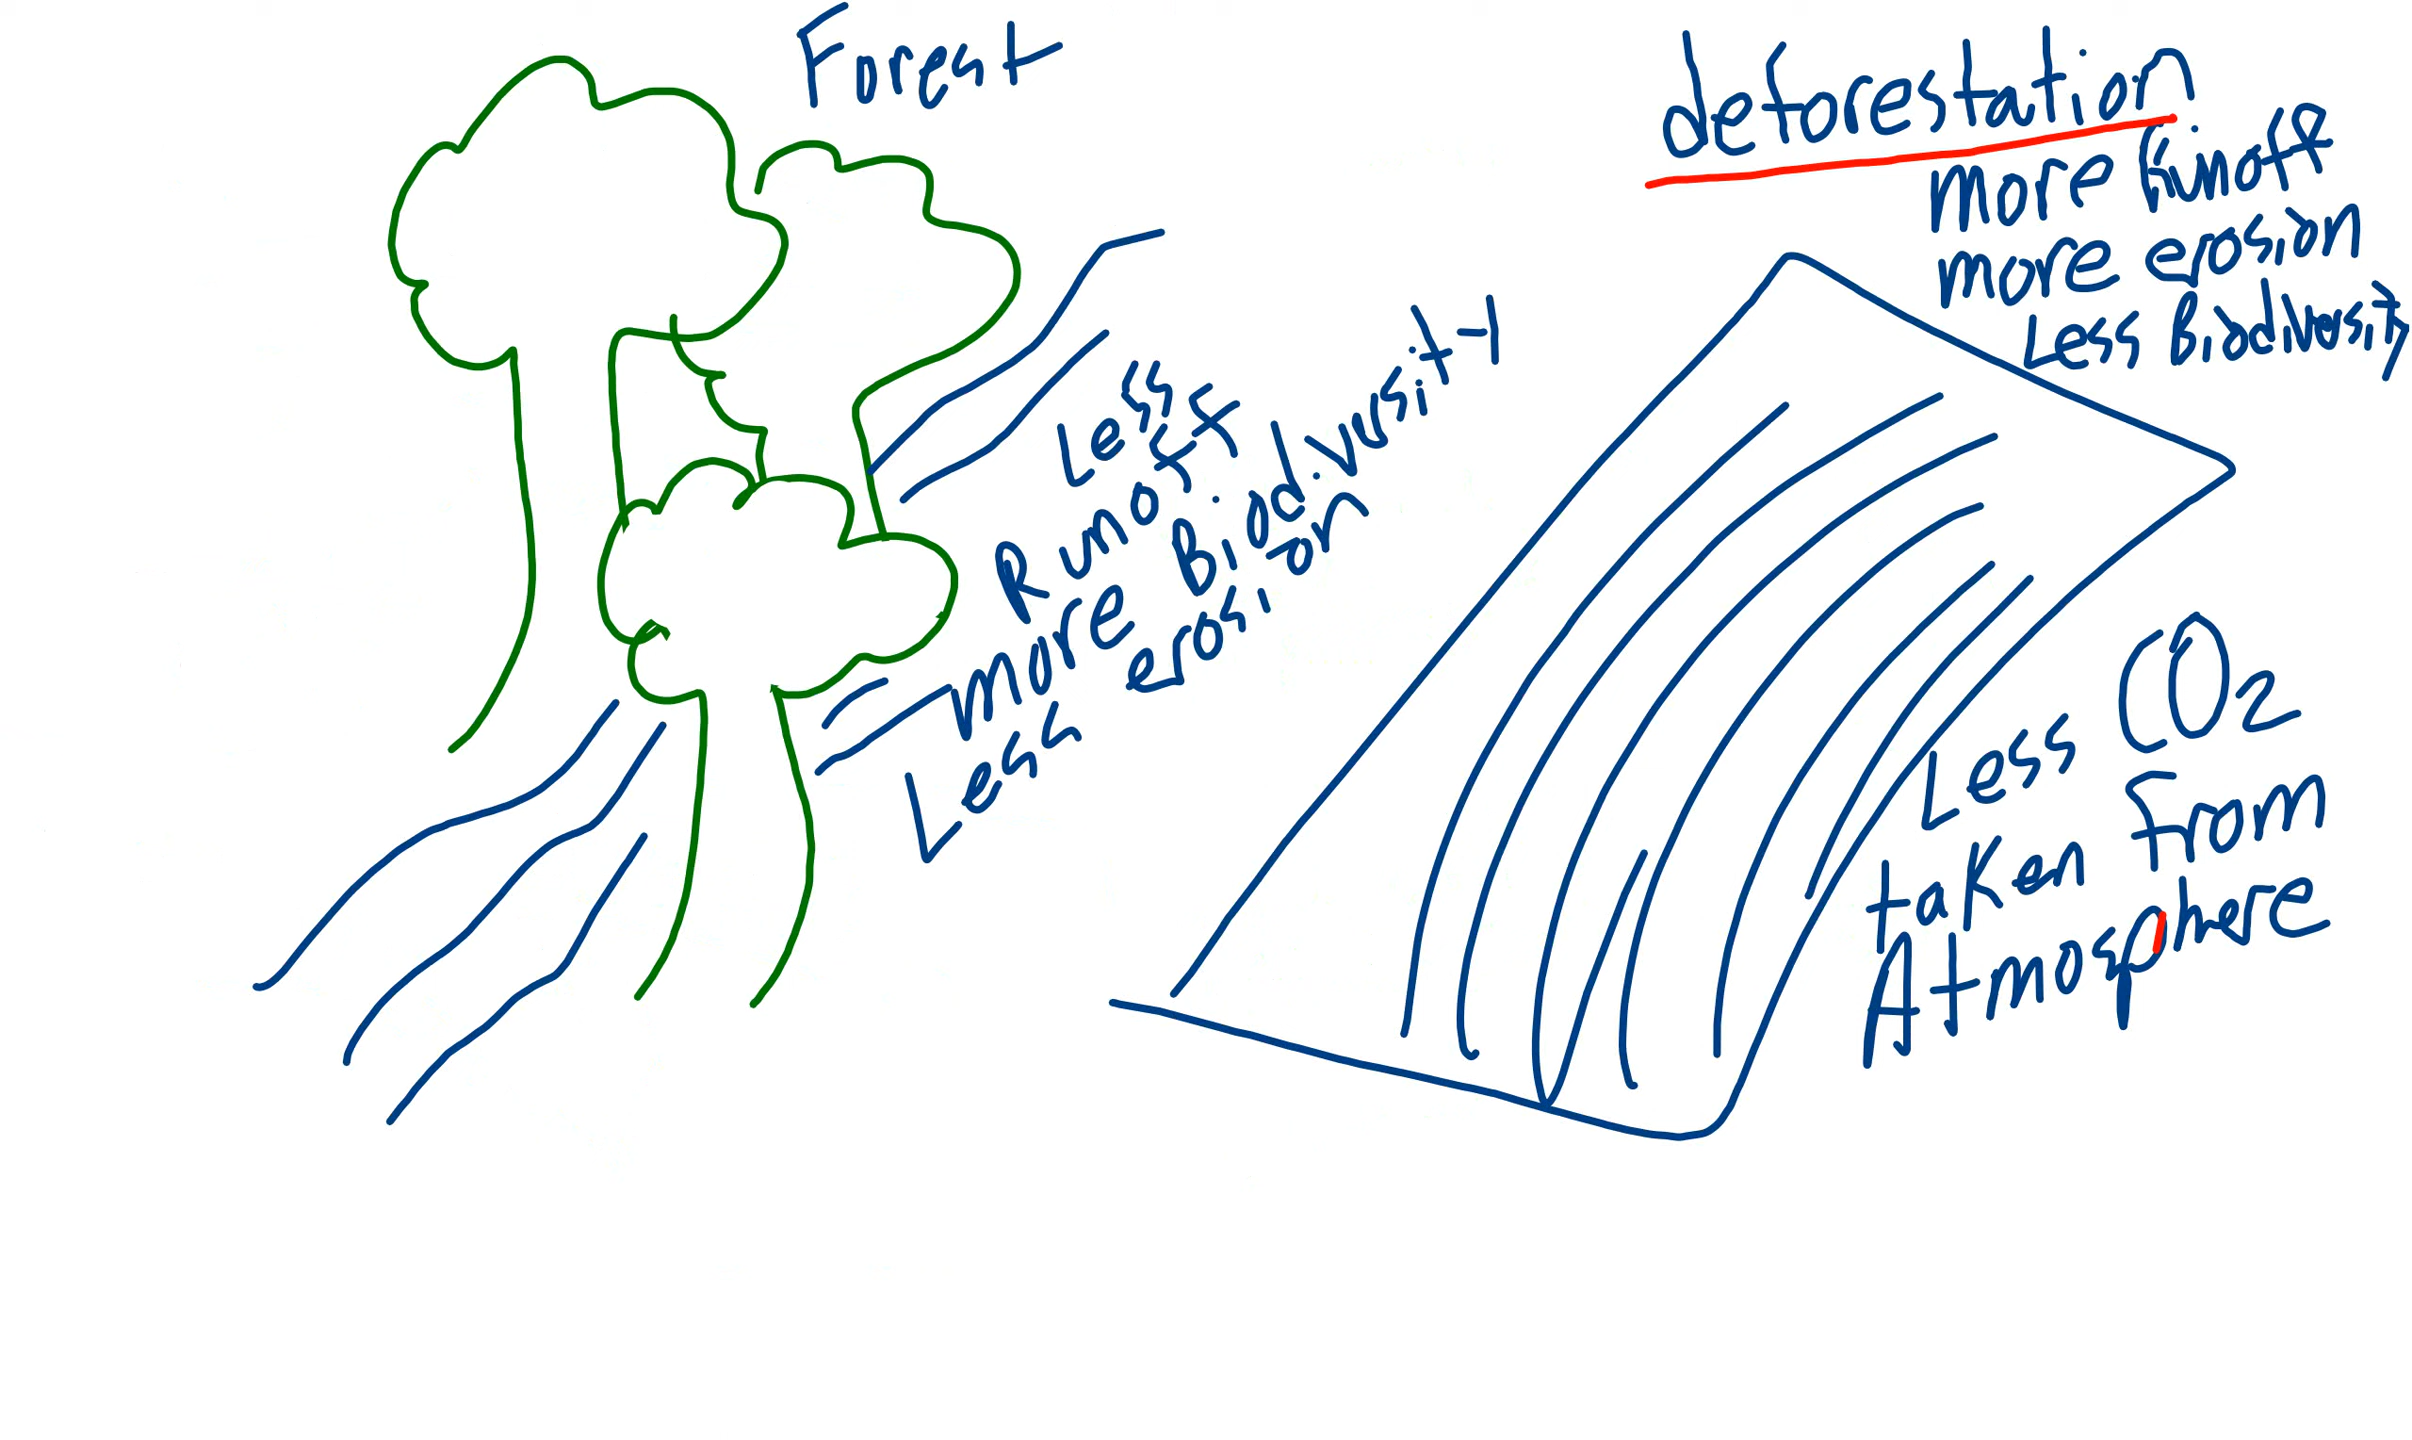 Forest
Less
Runoff
more Biodiversity
Less erosion
deforestation
more Runoff
more erosion
Less Biodiversity
Less CO2
taken from
Atmosphere